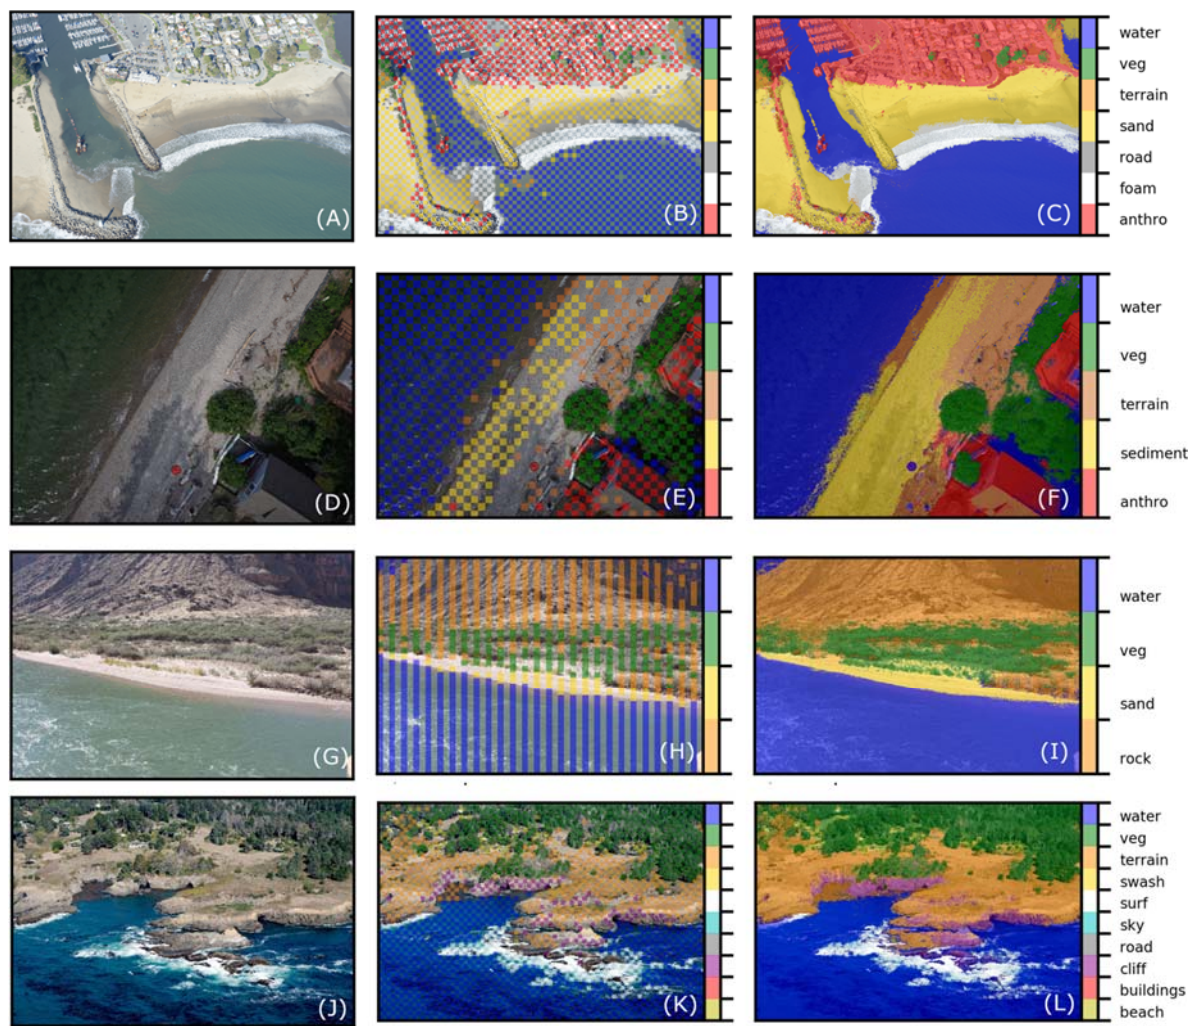 (A)
(B)
(C)
water
veg
terrain
sand
road
foam
anthro
(D)
(E)
(F)
water
veg
terrain
sediment
anthro
(G)
(H)
(I)
water
veg
sand
rock
(J)
(K)
(L)
water
veg
terrain
swash
surf
sky
road
cliff
buildings
beach